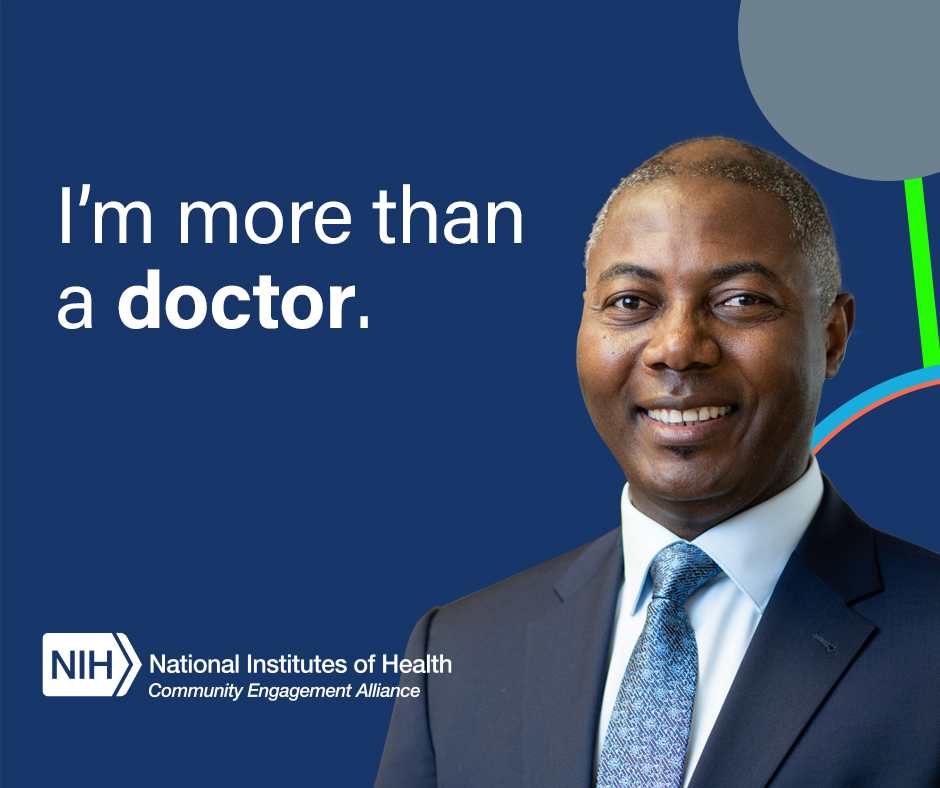 I’m more than
a doctor.
NIH
National Institutes of Health
Community Engagement Alliance